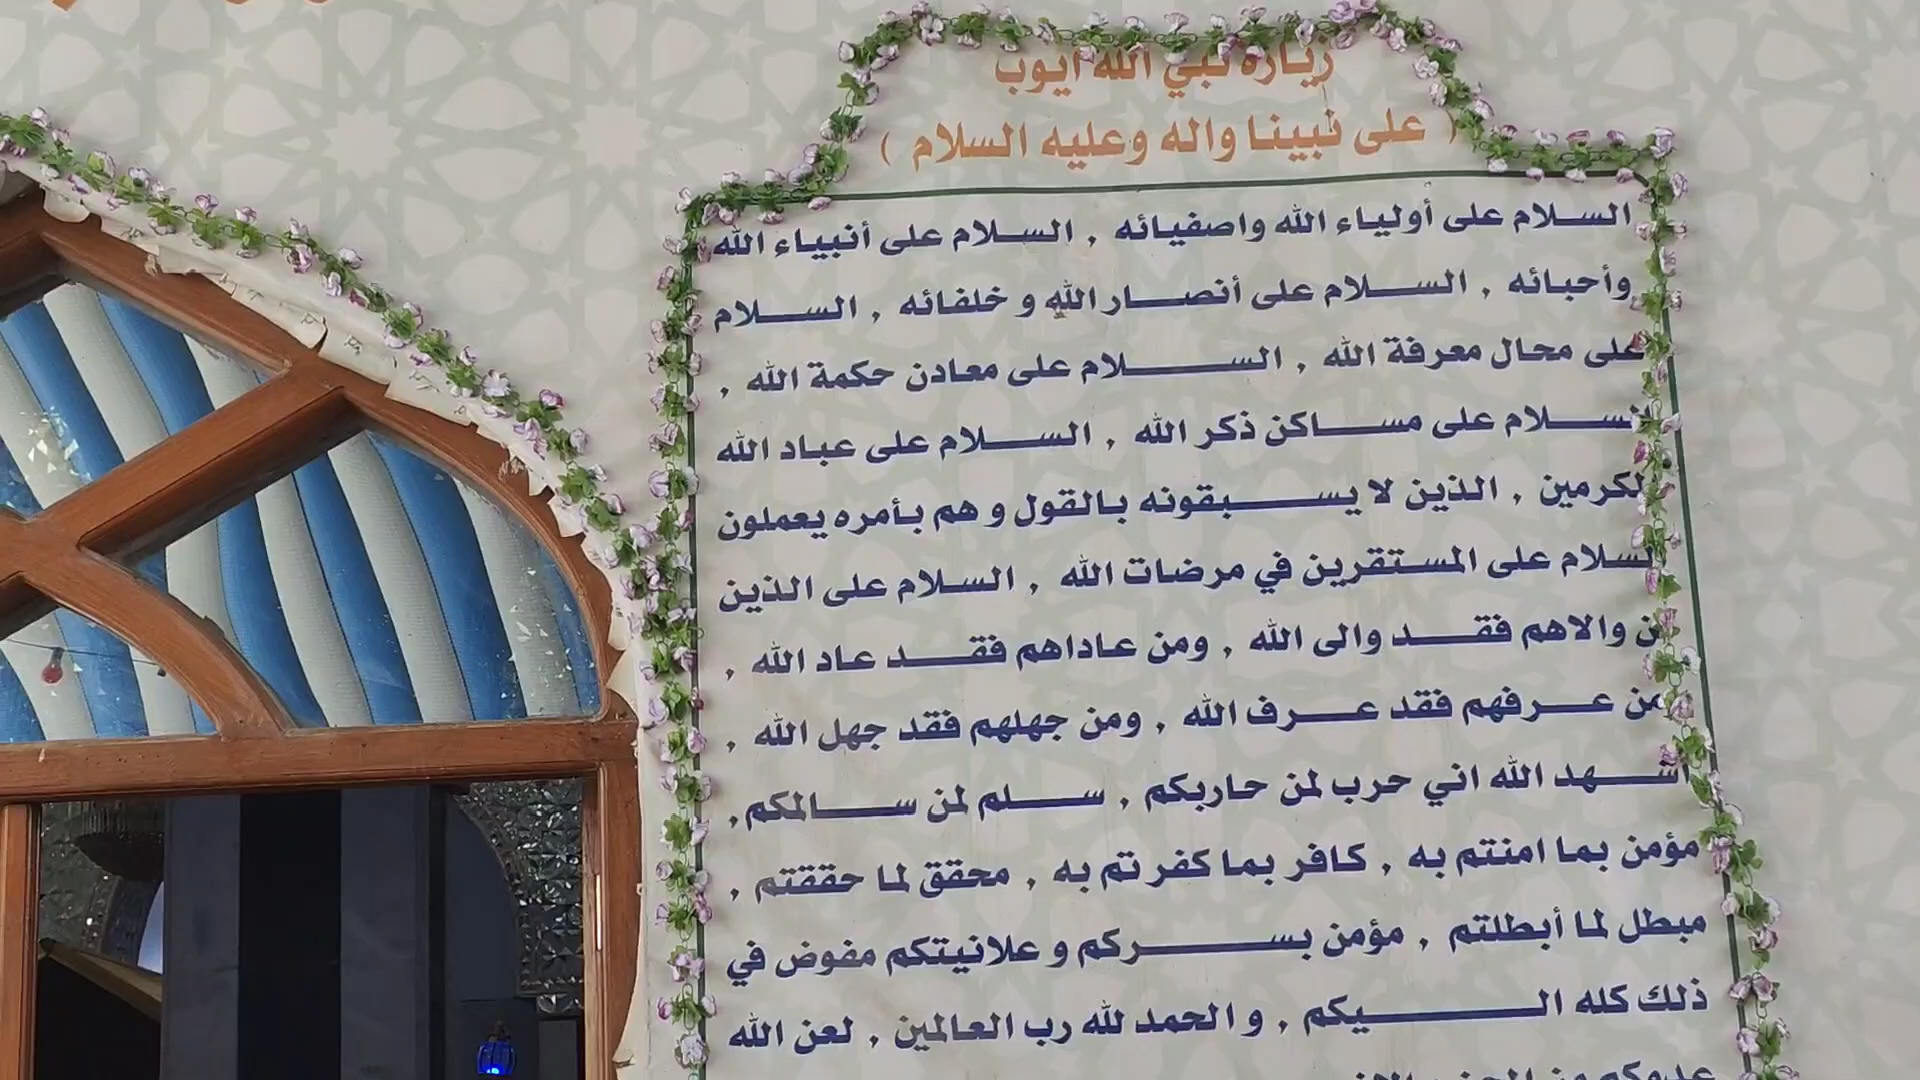 زيارة نبي الله ايوب
( على نبينا واله وعليه السلام )
السلام على أولياء الله واصفيائه , السلام على أنبياء الله
وأحبائه , السلام على أنصار الله و خلفائه , السلام
على محال معرفة الله , السلام على معادن حكمة الله ,
السلام على مساكن ذكر الله , السلام على عباد الله
المكرمين , الذين لا يسبقونه بالقول و هم بأمره يعملون
السلام على المستقرين في مرضات الله , السلام على الذين
من والاهم فقد والى الله , ومن عاداهم فقد عاد الله ,
ومن عرفهم فقد عرف الله , ومن جهلهم فقد جهل الله ,
اشهد الله اني حرب لمن حاربكم , سلم لمن سالمكم,
مؤمن بما امنتم به , كافر بما كفرتم به , محقق لما حققتم ,
مبطل لما أبطلتم , مؤمن بسركم و علانيتكم مفوض في
ذلك كله اليكم , و الحمد لله رب العالمين , لعن الله